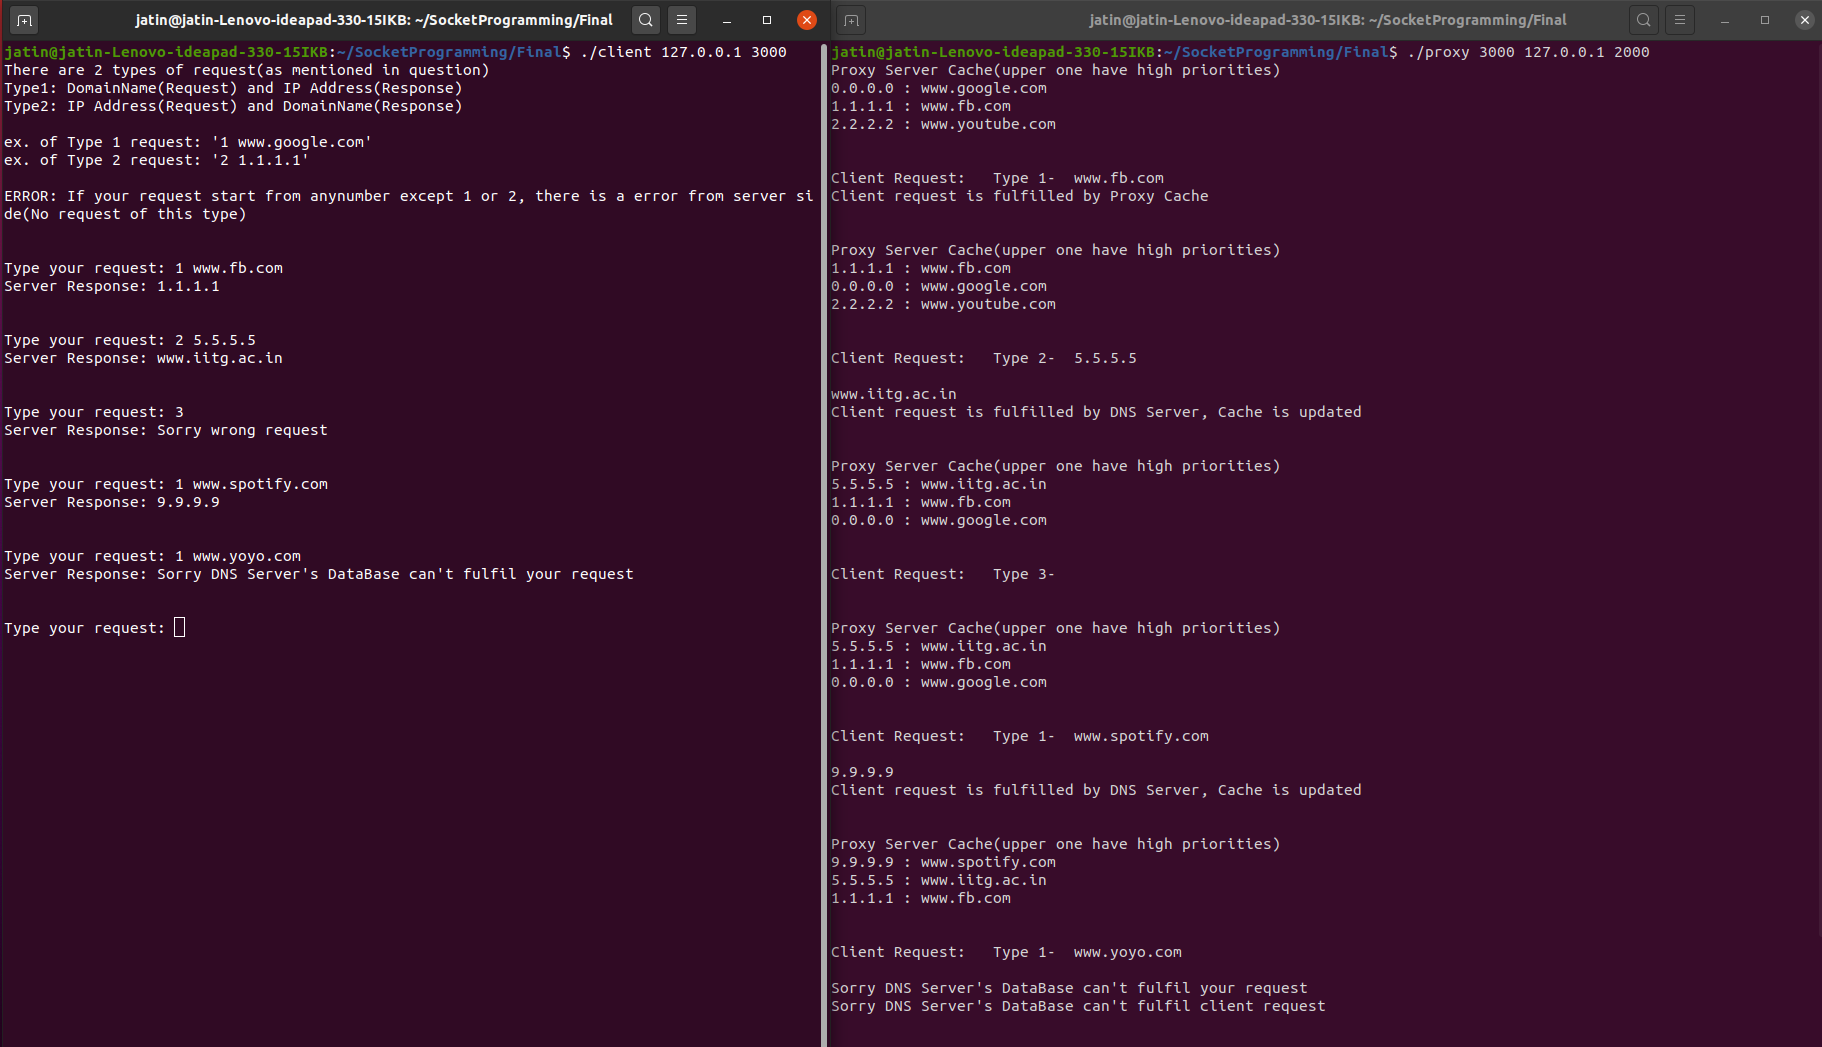 jatin@jatin-Lenovo-ideapad-330-15IKB: ~/SocketProgramming/Final
jatin@jatin-Lenovo-ideapad-330-15IKB:~/SocketProgramming/Final$ ./client 127.0.0.1 3000
There are 2 types of request(as mentioned in question)
Type1: DomainName(Request) and IP Address(Response)
Type2: IP Address(Request) and DomainName(Response)
ex. of Type 1 request: '1 www.google.com'
ex. of Type 2 request: '2 1.1.1.1'
ERROR: If your request start from anynumber except 1 or 2, there is a error from server si
de(No request of this type)
Type your request: 1 www.fb.com
Server Response: 1.1.1.1
Type your request: 2 5.5.5.5
Server Response: www.iitg.ac.in
Type your request: 3
Server Response: Sorry wrong request
Type your request: 1 www.spotify.com
Server Response: 9.9.9.9
Type your request: 1 www.yoyo.com
Server Response: Sorry DNS Server's DataBase can't fulfil your request
Type your request:
jatin@jatin-Lenovo-ideapad-330-15IKB: ~/SocketProgramming/Final
jatin@jatin-Lenovo-ideapad-330-15IKB:~/SocketProgramming/Final$ ./proxy 3000 127.0.0.1 2000
Proxy Server Cache(upper one have high priorities)
0.0.0.0 : www.google.com
1.1.1.1 : www.fb.com
2.2.2.2 : www.youtube.com
Client Request:   Type 1-  www.fb.com
Client request is fulfilled by Proxy Cache
Proxy Server Cache(upper one have high priorities)
1.1.1.1 : www.fb.com
0.0.0.0 : www.google.com
2.2.2.2 : www.youtube.com
Client Request:   Type 2-  5.5.5.5
www.iitg.ac.in
Client request is fulfilled by DNS Server, Cache is updated
Proxy Server Cache(upper one have high priorities)
5.5.5.5 : www.iitg.ac.in
1.1.1.1 : www.fb.com
0.0.0.0 : www.google.com
Client Request:   Type 3-
Proxy Server Cache(upper one have high priorities)
5.5.5.5 : www.iitg.ac.in
1.1.1.1 : www.fb.com
0.0.0.0 : www.google.com
Client Request:   Type 1-  www.spotify.com
9.9.9.9
Client request is fulfilled by DNS Server, Cache is updated
Proxy Server Cache(upper one have high priorities)
9.9.9.9 : www.spotify.com
5.5.5.5 : www.iitg.ac.in
1.1.1.1 : www.fb.com
Client Request:   Type 1-  www.yoyo.com
Sorry DNS Server's DataBase can't fulfil your request
Sorry DNS Server's DataBase can't fulfil client request